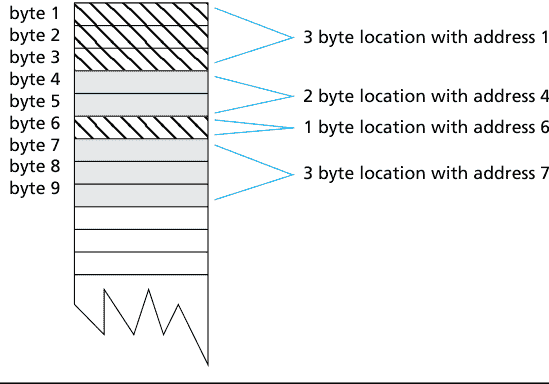 byte 1
byte 2
byte 3
byte 4
byte 5
byte 6
byte 7
byte 8
byte 9
3 byte location with address 1
2 byte location with address 4
1 byte location with address 6
3 byte location with address 7